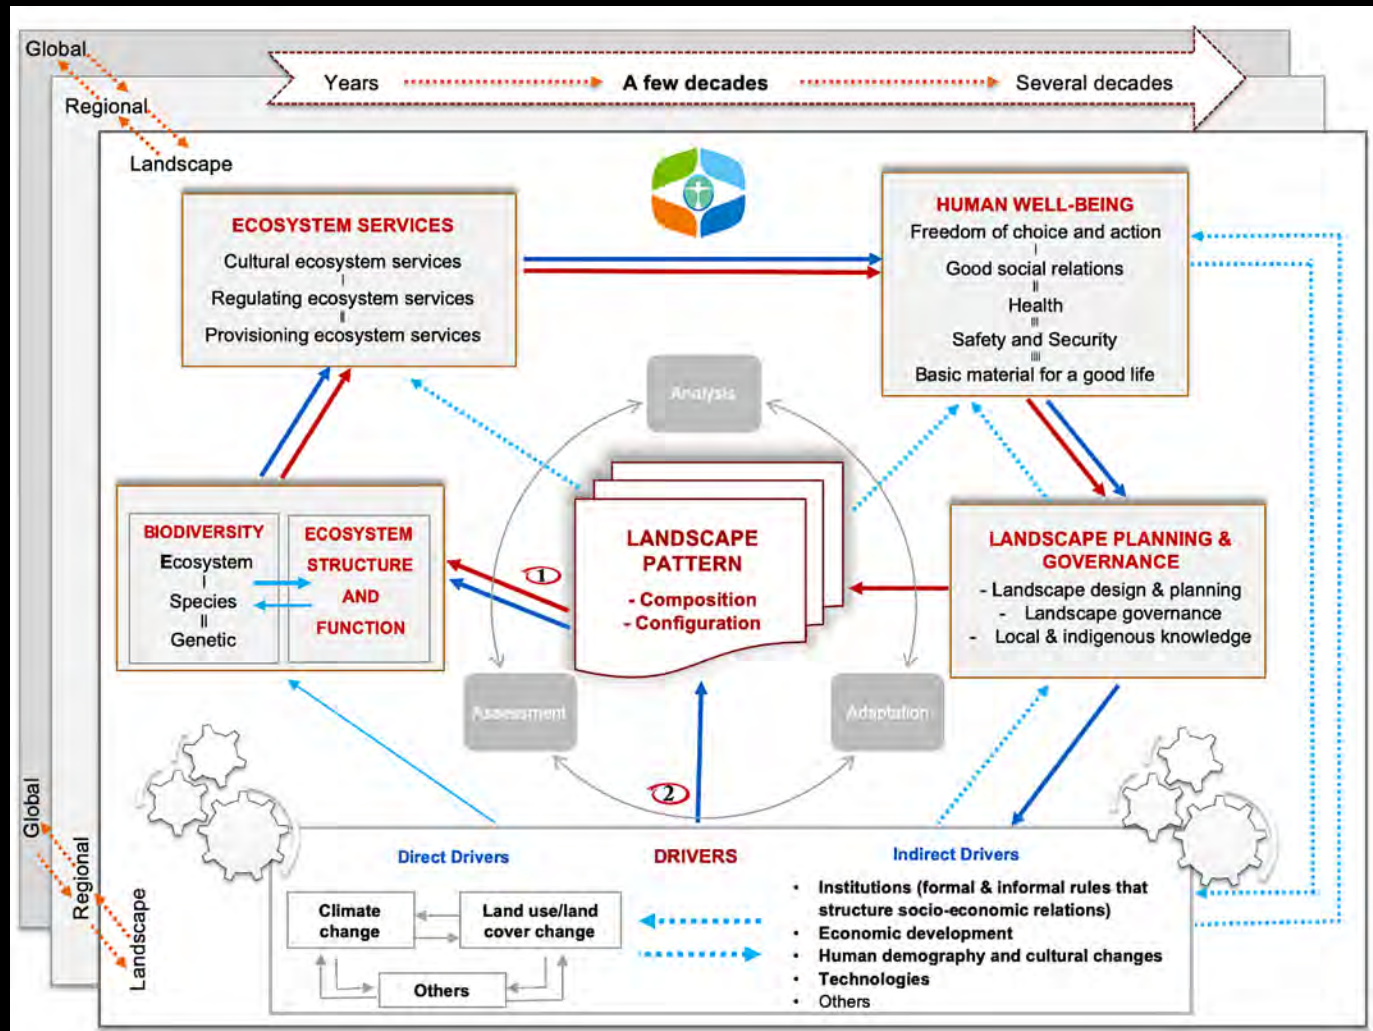 Global
Regional
Landscape
Years
A few decades
Several decades
ECOSYSTEM SERVICES
Cultural ecosystem services
I
Regulating ecosystem services
II
Provisioning ecosystem services
HUMAN WELL-BEING
Freedom of choice and action
I
Good social relations
II
Health
III
Safety and Security
IIII
Basic material for a good life
Analysis
BIODIVERSITY
Ecosystem
I
Species
II
Genetic
ECOSYSTEM
STRUCTURE
AND
FUNCTION
1
LANDSCAPE
PATTERN
- Composition
- Configuration
LANDSCAPE PLANNING &
GOVERNANCE
- Landscape design & planning
- Landscape governance
- Local & indigenous knowledge
Assessment
Adaptation
2
Global
Regional
Landscape
Direct Drivers
DRIVERS
Indirect Drivers
Climate
change
Land use/land
cover change
Others
• Institutions (formal & informal rules that
structure socio-economic relations)
• Economic development
• Human demography and cultural changes
• Technologies
• Others